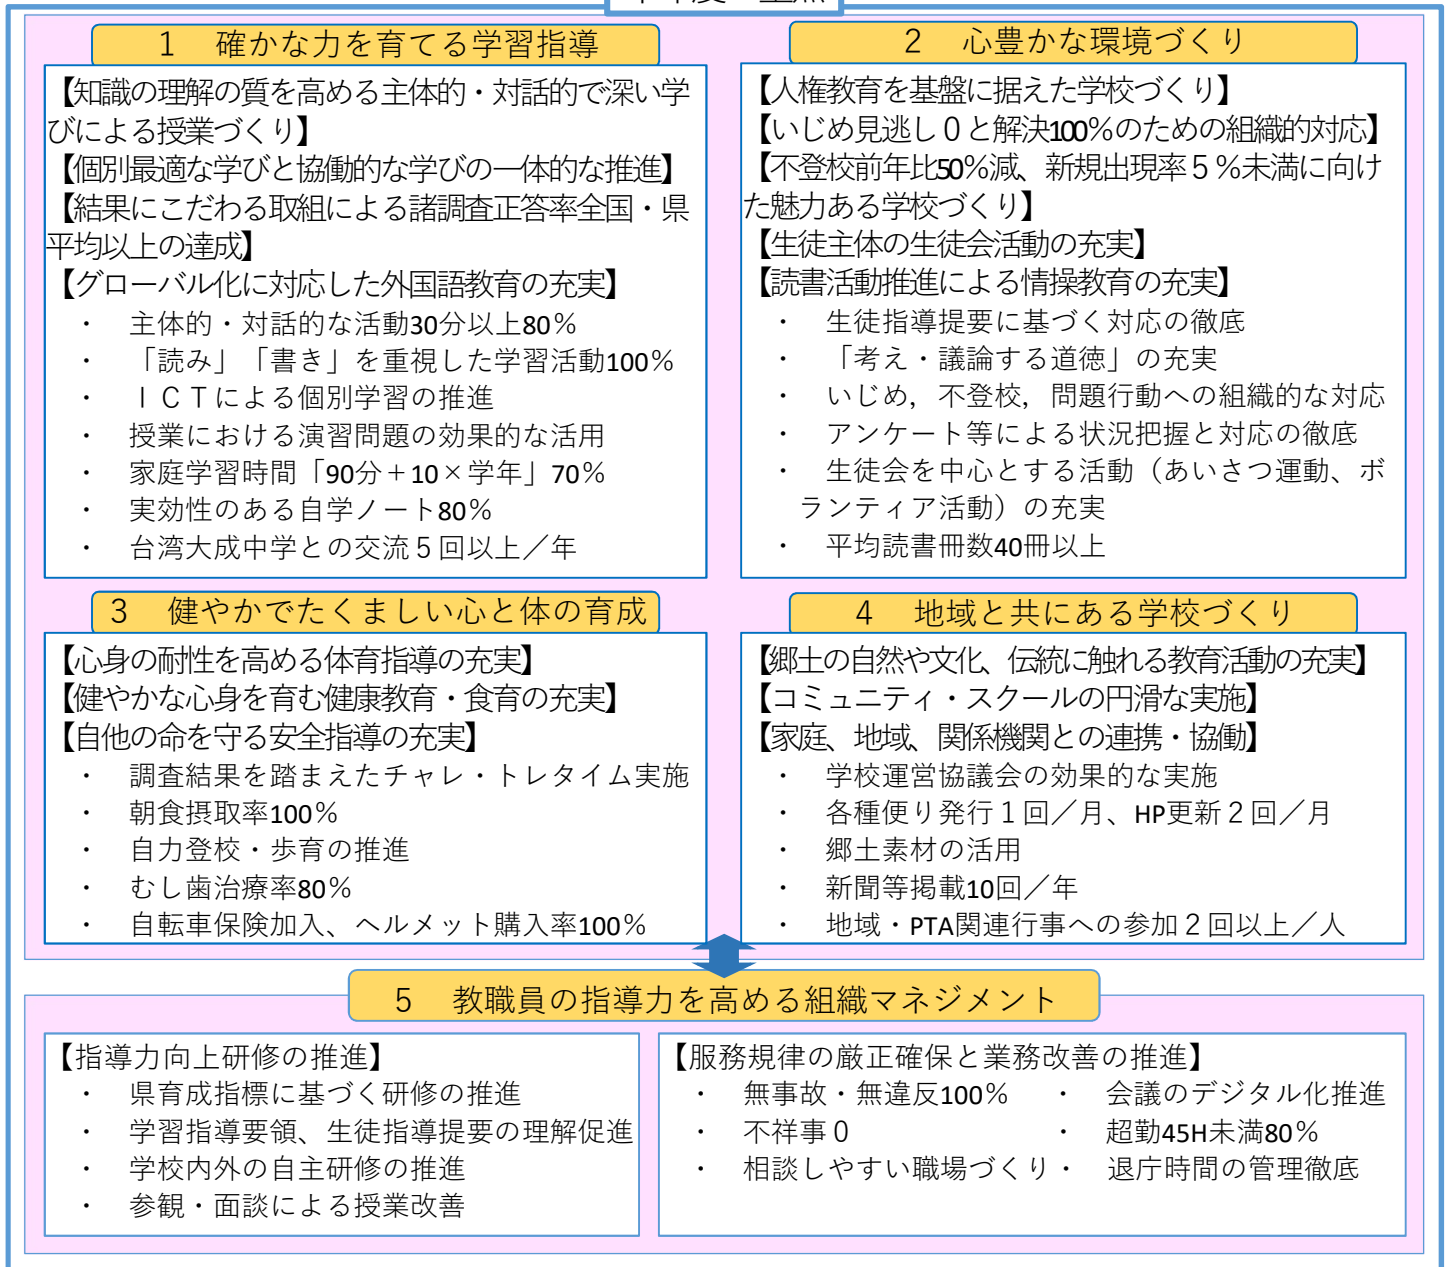 １　確かな力を育てる学習指導
【知識の理解の質を高める主体的・対話的で深い学
びによる授業づくり】
【個別最適な学びと協働的な学びの一体的な推進】
【結果にこだわる取組による諸調査正答率全国・県
平均以上の達成】
【グローバル化に対応した外国語教育の充実】
・　主体的・対話的な活動30分以上80％
・　「読み」「書き」を重視した学習活動100％
・　ＩＣＴによる個別学習の推進
・　授業における演習問題の効果的な活用
・　家庭学習時間「90分＋10×学年」70％
・　実効性のある自学ノート80％
・　台湾大成中学との交流５回以上／年
２　心豊かな環境づくり
【人権教育を基盤に据えた学校づくり】
【いじめ見逃し０と解決100％のための組織的対応】
【不登校前年比50％減、新規出現率５％未満に向け
た魅力ある学校づくり】
【生徒主体の生徒会活動の充実】
【読書活動推進による情操教育の充実】
・　生徒指導提要に基づく対応の徹底
・　「考え・議論する道徳」の充実
・　いじめ，不登校，問題行動への組織的な対応
・　アンケート等による状況把握と対応の徹底
・　生徒会を中心とする活動（あいさつ運動、ボ
ランティア活動）の充実
・　平均読書冊数40冊以上
３　健やかでたくましい心と体の育成
【心身の耐性を高める体育指導の充実】
【健やかな心身を育む健康教育・食育の充実】
【自他の命を守る安全指導の充実】
・　調査結果を踏まえたチャレ・トレタイム実施
・　朝食摂取率100％
・　自力登校・歩育の推進
・　むし歯治療率80％
・　自転車保険加入、ヘルメット購入率100％
４　地域と共にある学校づくり
【郷土の自然や文化、伝統に触れる教育活動の充実】
【コミュニティ・スクールの円滑な実施】
【家庭、地域、関係機関との連携・協働】
・　学校運営協議会の効果的な実施
・　各種便り発行１回／月、HP更新２回／月
・　郷土素材の活用
・　新聞等掲載10回／年
・　地域・PTA関連行事への参加２回以上／人
５　教職員の指導力を高める組織マネジメント
【指導力向上研修の推進】
・　県育成指標に基づく研修の推進
・　学習指導要領、生徒指導提要の理解促進
・　学校内外の自主研修の推進
・　参観・面談による授業改善
【服務規律の厳正確保と業務改善の推進】
・　無事故・無違反100％　・　会議のデジタル化推進
・　不祥事０　・　超勤45H未満80％
・　相談しやすい職場づくり・　退庁時間の管理徹底